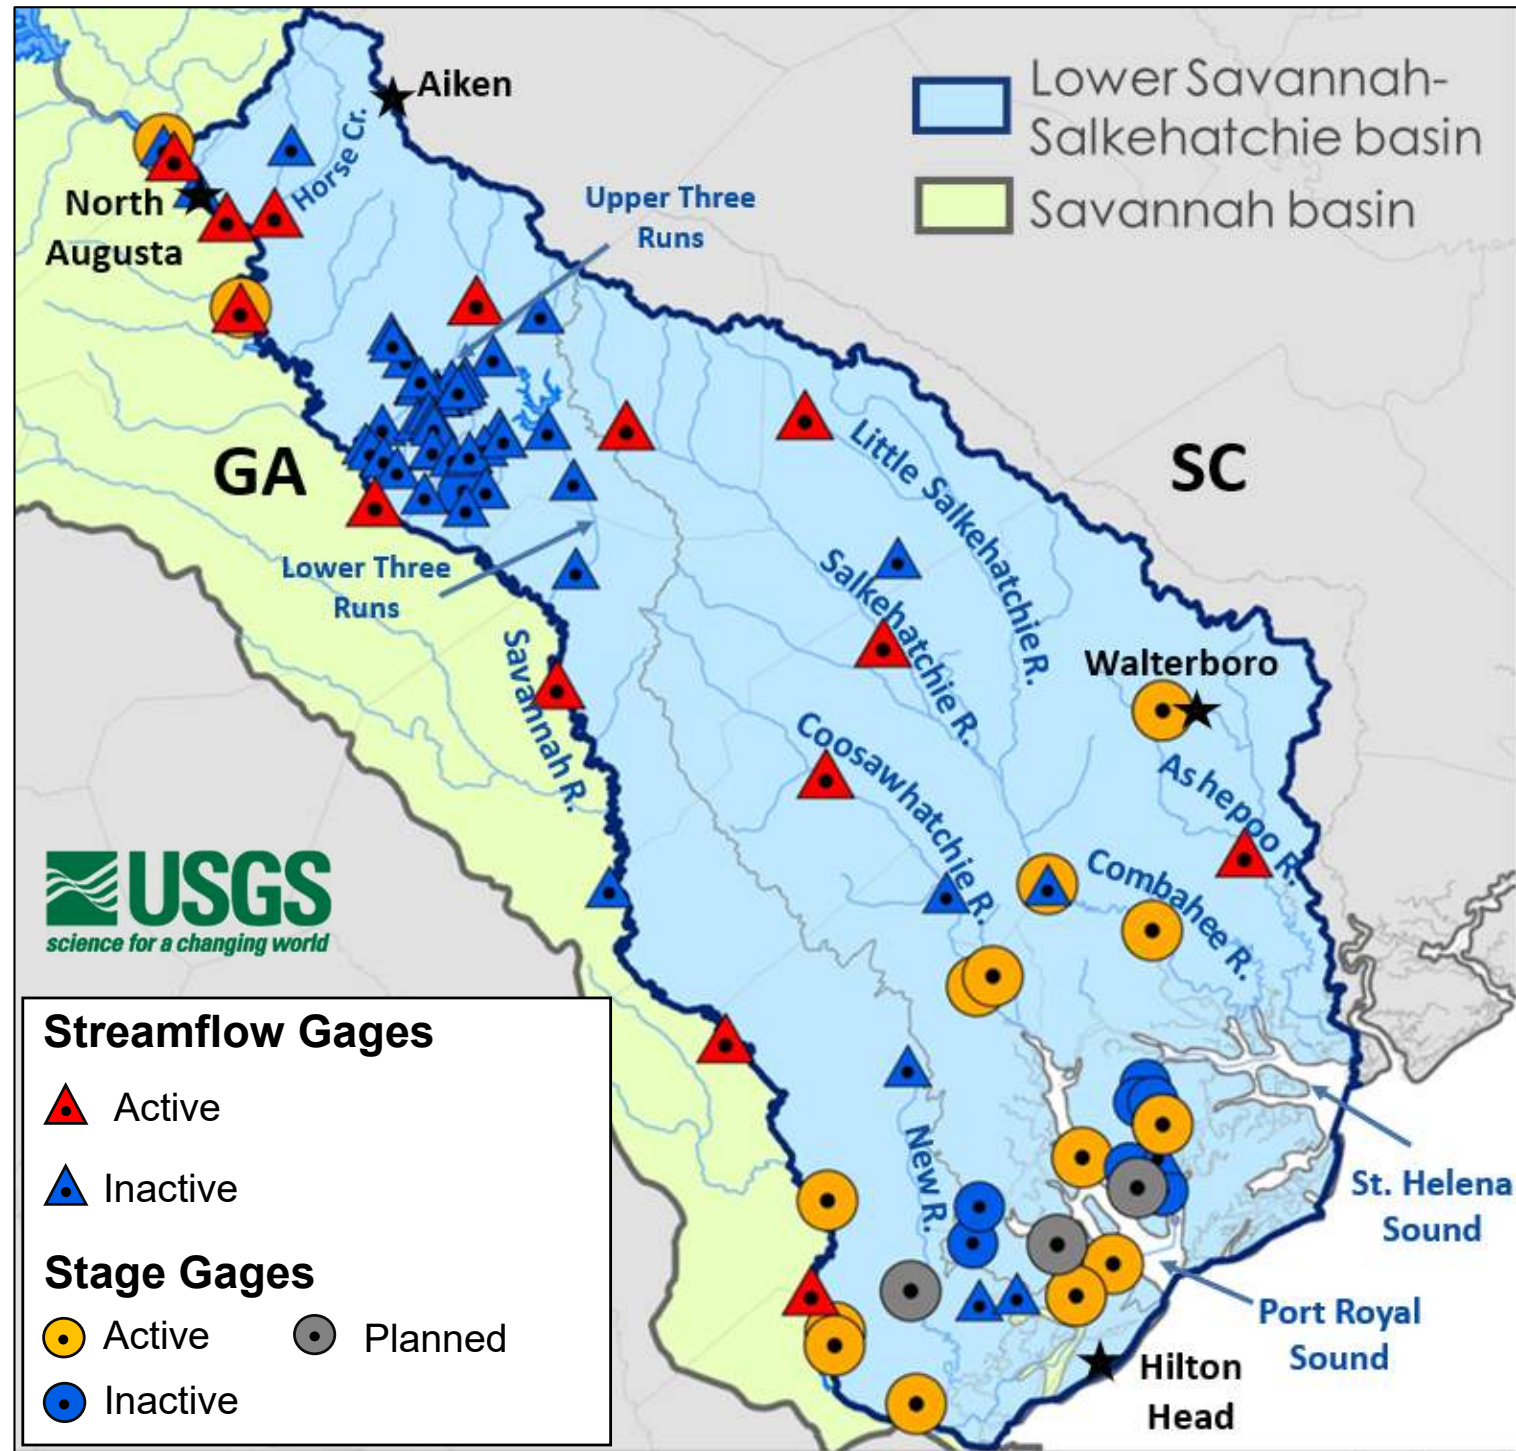 Aiken
Lower Savannah-
Salkehatchie basin
Savannah basin
Horse Cr.
North
Augusta
Upper Three
Runs
GA
SC
Little Salkehatchie R.
Salkehatchie R.
Lower Three
Runs
Savannah R.
Walterboro
Coosawhatchie R.
Ashepoo R.
Combahee R.
USGS
science for a changing world
New R.
St. Helena
Sound
Port Royal
Sound
Hilton
Head
Streamflow Gages
Active
Inactive
Stage Gages
Active
Planned
Inactive